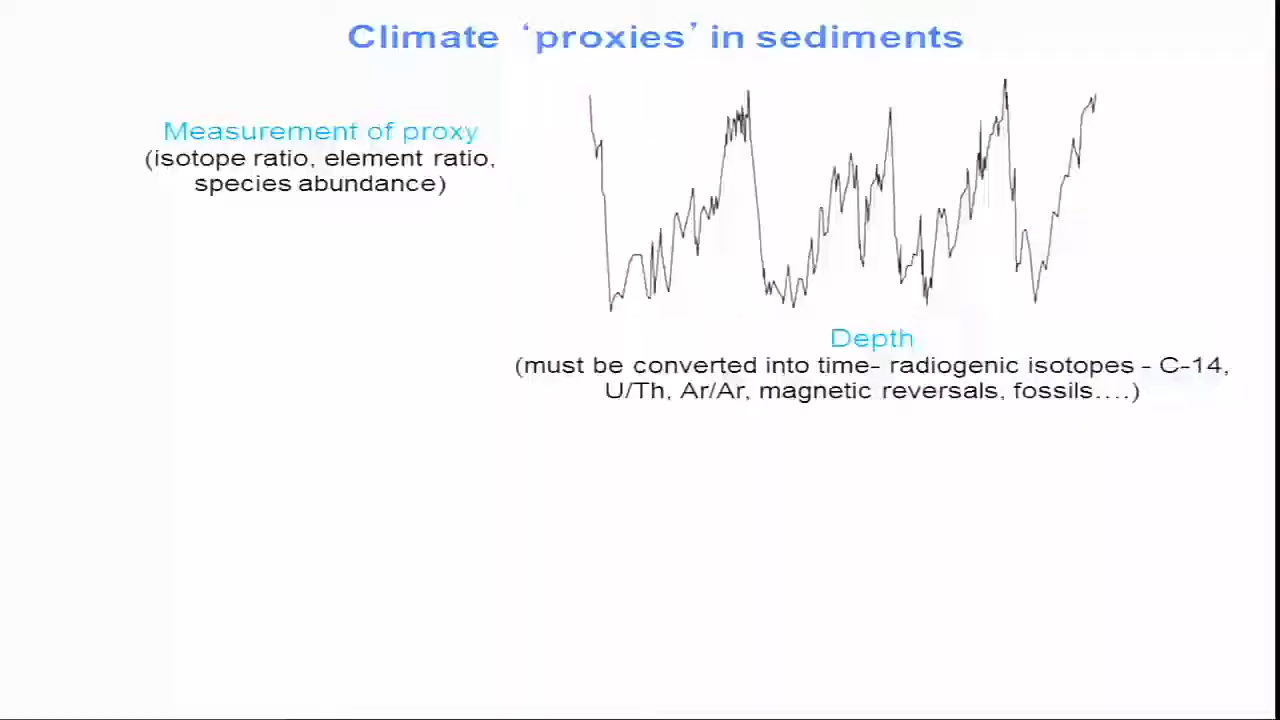 Climate ‘proxies’ in sediments
Measurement of proxy
(isotope ratio, element ratio,
species abundance)
Depth
(must be converted into time- radiogenic isotopes - C-14,
U/Th, Ar/Ar, magnetic reversals, fossils….)